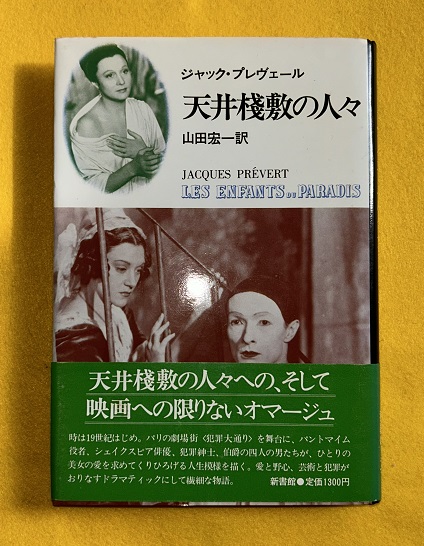 ジャック・プレヴェール
天井棧敷の人々
山田宏一訳
JACQUES PRÉVERT
LES ENFANTS DU PARADIS
天井棧敷の人々への、そして
映画への限りないオマージュ
時は19世紀はじめ。パリの劇場街〈犯罪大通り〉を舞台に、パントマイム
役者、シェイクスピア俳優、犯罪紳士、伯爵の四人の男たちが、ひとりの
美女の愛を求めてくりひろげる人生模様を描く。愛と野心、芸術と犯罪が
おりなすドラマティックにして繊細な物語。
新書館●定価1300円